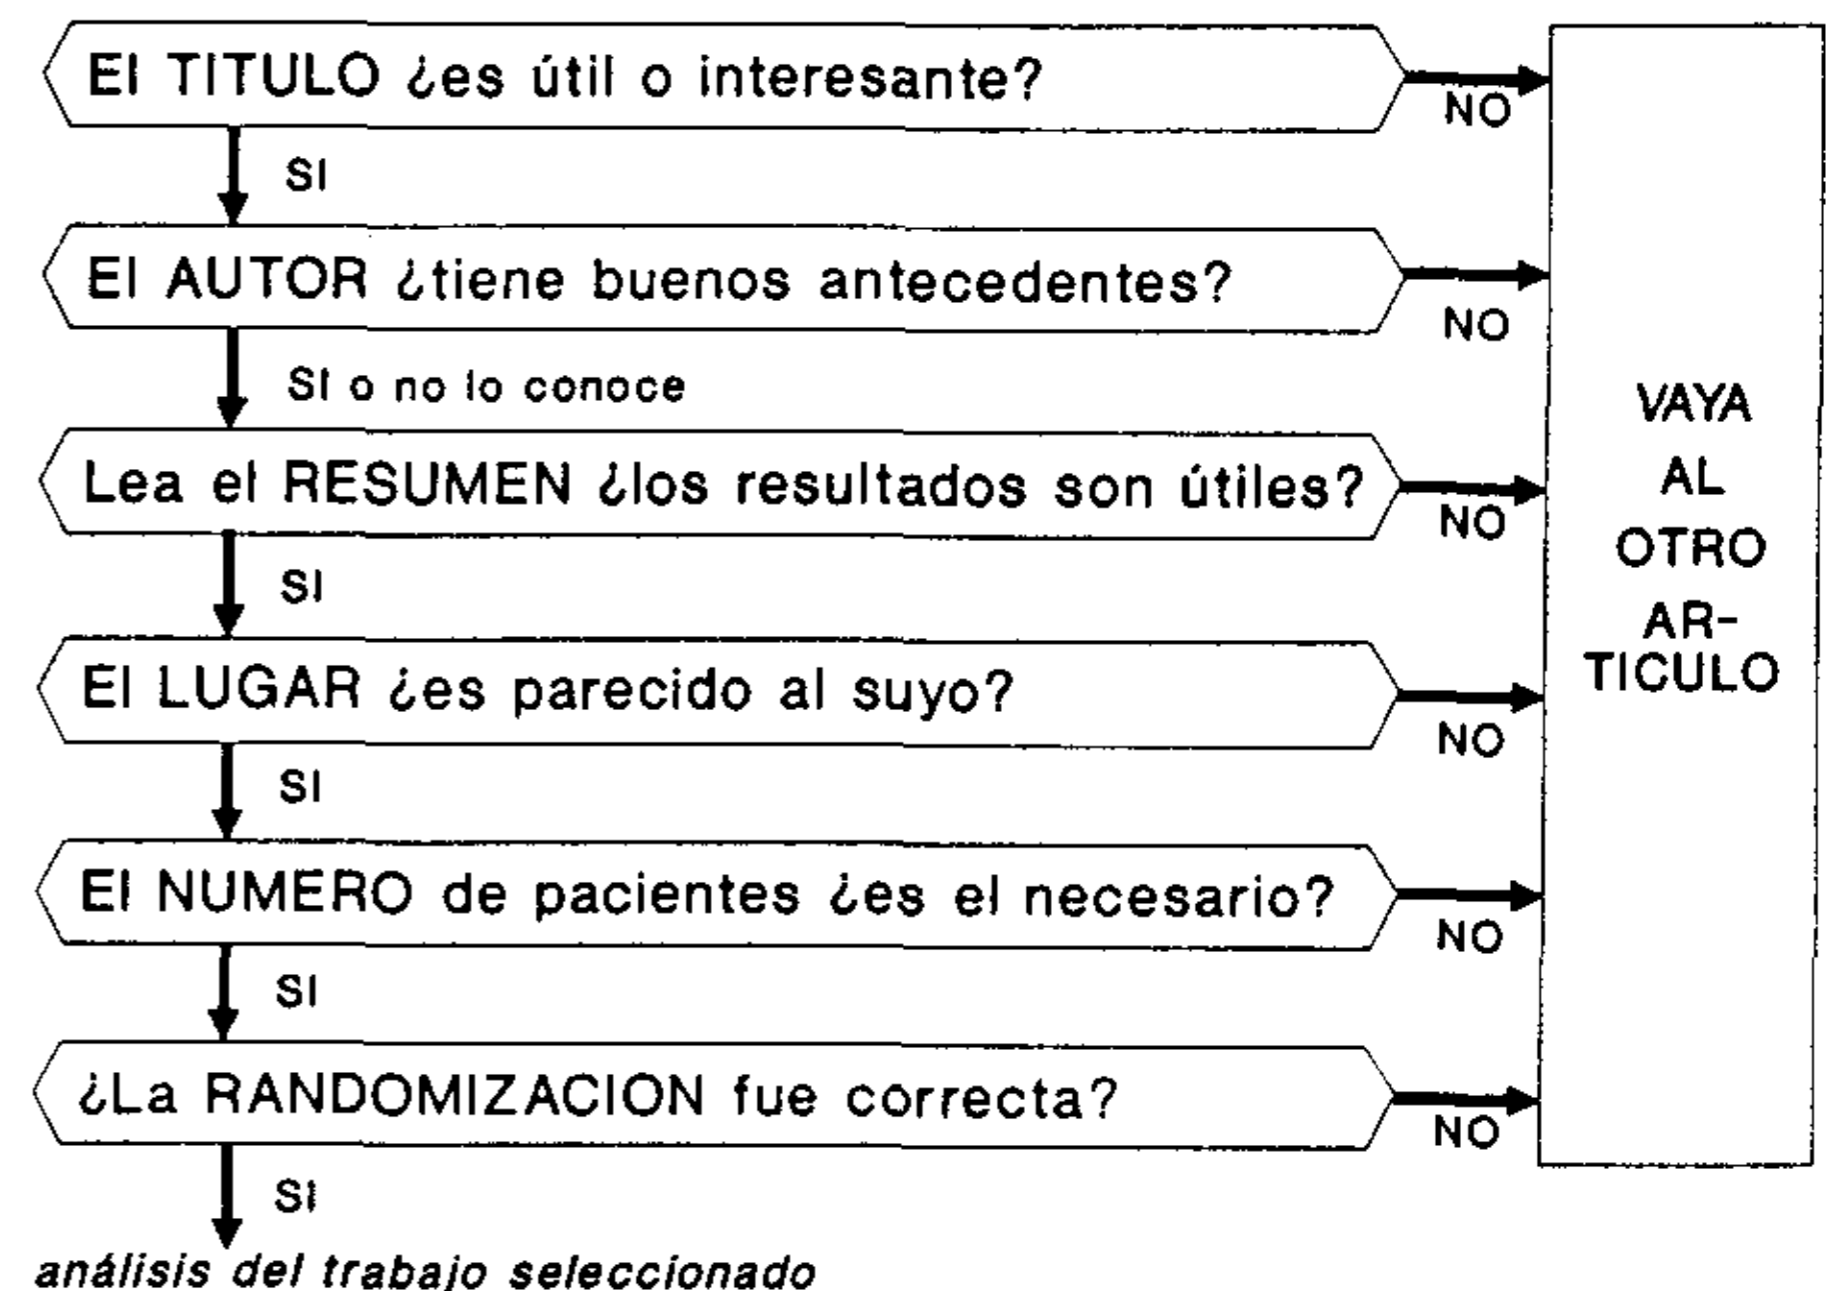 El TITULO ¿es útil o interesante?
NO
SI
El AUTOR ¿tiene buenos antecedentes?
NO
SI o no lo conoce
Lea el RESUMEN ¿los resultados son útiles?
NO
SI
El LUGAR ¿es parecido al suyo?
NO
SI
El NUMERO de pacientes ¿es el necesario?
NO
SI
¿La RANDOMIZACION fue correcta?
NO
SI
análisis del trabajo seleccionado
VAYA
AL
OTRO
AR-
TICULO